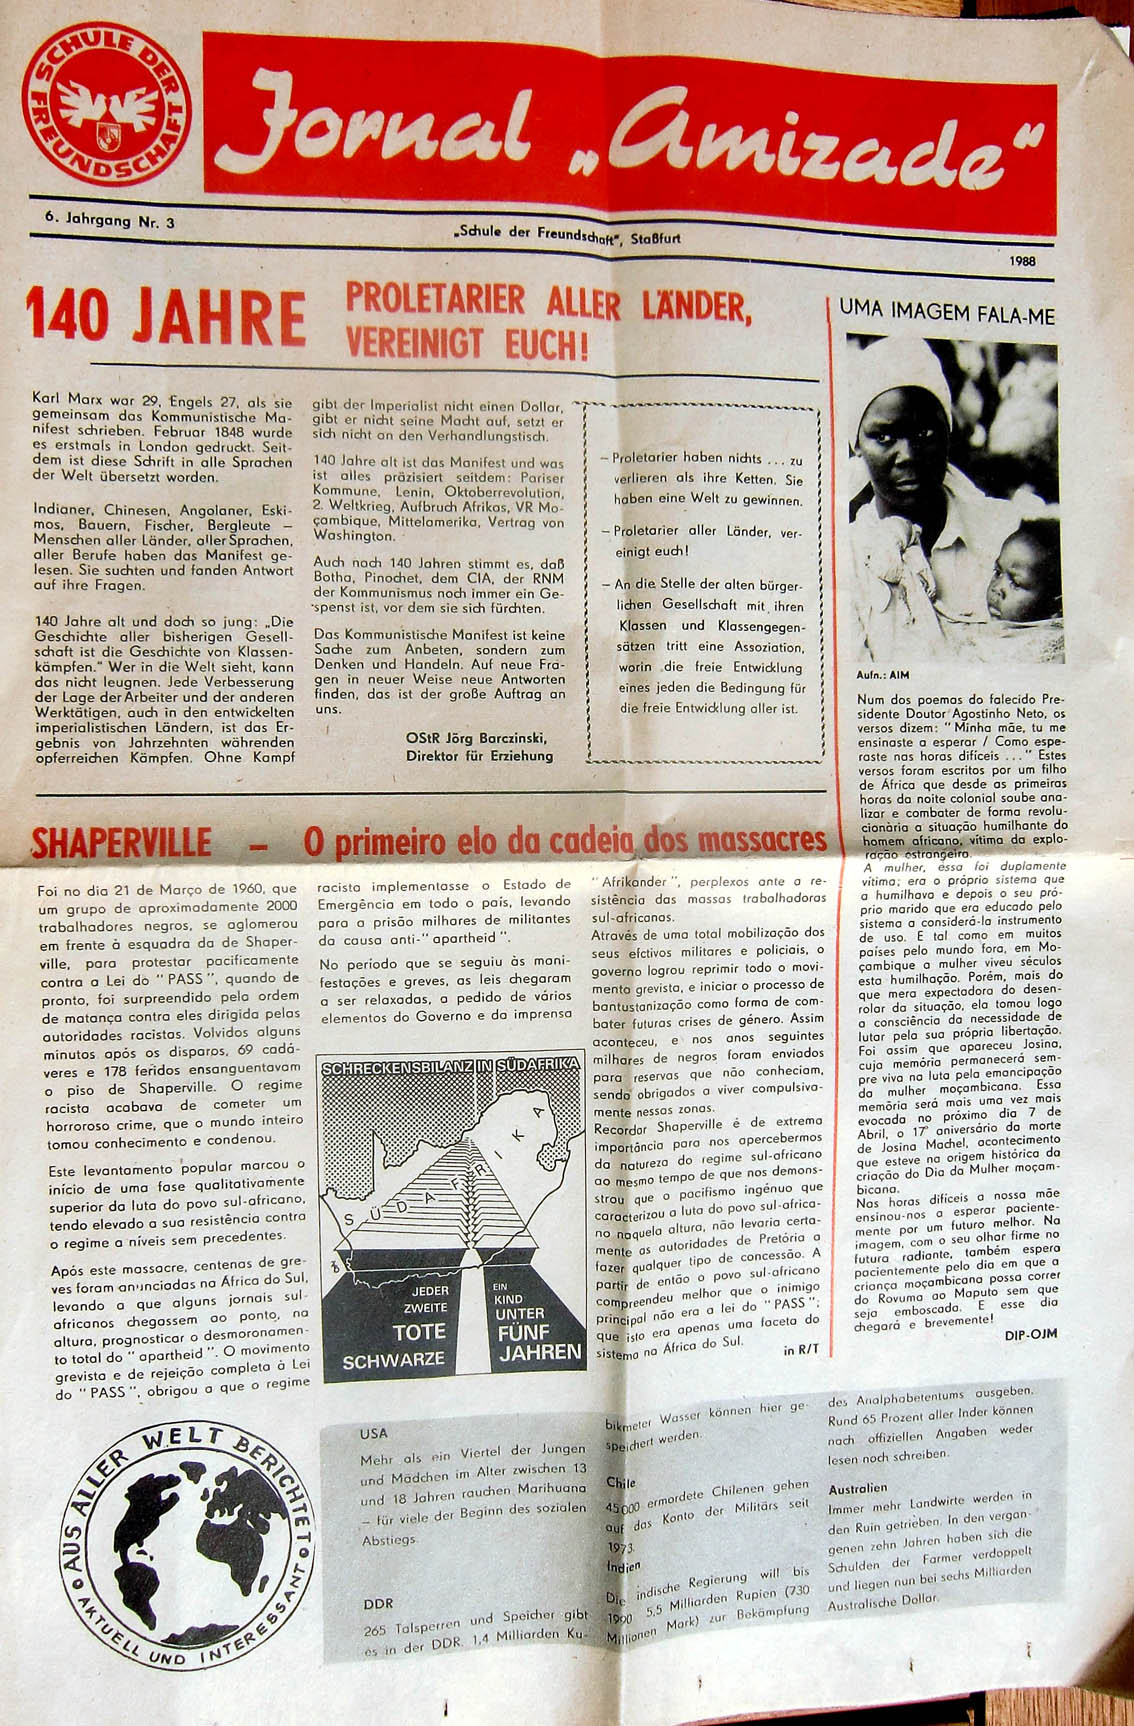 SCHULE DER FREUNDSCHAFT
Jornal „Amizade“
6. Jahrgang Nr. 3
„Schule der Freundschaft“, Staßfurt
1988
140 JAHRE
PROLETARIER ALLER LÄNDER,
VEREINIGT EUCH!
Karl Marx war 29, Engels 27, als sie
gemeinsam das Kommunistische Ma-
nifest schrieben. Februar 1848 wurde
es erstmals in London gedruckt. Seit-
dem ist diese Schrift in alle Sprachen
der Welt übersetzt worden.
Indianer, Chinesen, Angolaner, Eski-
mos, Bauern, Fischer, Bergleute –
Menschen aller Länder, aller Sprachen,
aller Berufe haben das Manifest ge-
lesen. Sie suchten und fanden Antwort
auf ihre Fragen.
140 Jahre alt und doch so jung: „Die
Geschichte aller bisherigen Gesell-
schaft ist die Geschichte von Klassen-
kämpfen.“ Wer in die Welt sieht, kann
das nicht leugnen. Jede Verbesserung
der Lage der Arbeiter und der anderen
Werktätigen, auch in den entwickelten
imperialistischen Ländern, ist das Er-
gebnis von Jahrzehnten währenden
opferreichen Kämpfen. Ohne Kampf
gibt der Imperialist nicht einen Dollar,
gibt er nicht seine Macht auf, setzt er
sich nicht an den Verhandlungstisch.
140 Jahre alt ist das Manifest und was
ist alles präzisiert seitdem: Pariser
Kommune, Lenin, Oktoberrevolution,
2. Weltkrieg, Aufbruch Afrikas, VR Mo-
çambique, Mittelamerika, Vertrag von
Washington.
Auch nach 140 Jahren stimmt es, daß
Botha, Pinochet, dem CIA, der RNM
der Kommunismus noch immer ein Ge-
spenst ist, vor dem sie sich fürchten.
Das Kommunistische Manifest ist keine
Sache zum Anbeten, sondern zum
Denken und Handeln. Auf neue Fra-
gen in neuer Weise neue Antworten
finden, das ist der große Auftrag an
uns.
OStR Jörg Barczinski,
Direktor für Erziehung
– Proletarier haben nichts ... zu
verlieren als ihre Ketten. Sie
haben eine Welt zu gewinnen.
– Proletarier aller Länder, ver-
einigt euch!
– An die Stelle der alten bürger-
lichen Gesellschaft mit ihren
Klassen und Klassengegen-
sätzen tritt eine Assoziation,
worin die freie Entwicklung
eines jeden die Bedingung für
die freie Entwicklung aller ist.
UMA IMAGEM FALA-ME
Aufn.: AIM
Num dos poemas do falecido Pre-
sidente Doutor Agostinho Neto, os
versos dizem: "Minha mãe, tu me
ensinaste a esperar / Como espe-
raste nas horas difíceis ..." Estes
versos foram escritos por um filho
de África que desde as primeiras
horas da noite colonial soube ana-
lizar e combater de forma revolu-
cionària a situação humilhante do
homem africano, vítima da explo-
ração estrangeira.
A mulher, essa foi duplamente
vítima; era o próprio sistema que
a humilhava e depois o seu pró-
prio marido que era educado pelo
sistema a considerá-la instrumento
de uso. E tal como em muitos
países pelo mundo fora, em Mo-
çambique a mulher viveu séculos
esta humilhação. Porém, mais do
que mera expectadora do desen-
rolar da situação, ela tomou logo
a consciência da necessidade de
lutar pela sua própria libertação.
Foi assim que apareceu Josina,
cuja memória permanecerá sem-
pre viva na luta pela emancipação
da mulher moçambicana. Essa
memória será mais uma vez mais
evocada no próximo dia 7 de
Abril, o 17º aniversário da morte
de Josina Machel, acontecimento
que esteve na origem histórica da
criação do Dia da Mulher moçam-
bicana.
Nas horas difíceis a nossa mãe
ensinou-nos a esperar paciente-
mente por um futuro melhor. Na
imagem, com o seu olhar firme no
futura radiante, também espera
pacientemente pelo dia em que a
criança moçambicana possa correr
do Rovuma ao Maputo sem que
seja emboscada. E esse dia
chegará e brevemente!
DIP-OJM
SHAPERVILLE – O primeiro elo da cadeia dos massacres
Foi no dia 21 de Março de 1960, que
um grupo de aproximadamente 2000
trabalhadores negros, se aglomerou
em frente à esquadra da de Shaper-
ville, para protestar pacificamente
contra a Lei do "PASS", quando de
pronto, foi surpreendido pela ordem
de matança contra eles dirigida pelas
autoridades racistas. Volvidos alguns
minutos após os disparos, 69 cadá-
veres e 178 feridos ensanguentavam
o piso de Shaperville. O regime
racista acabava de cometer um
horroroso crime, que o mundo inteiro
tomou conhecimento e condenou.
Este levantamento popular marcou o
início de uma fase qualitativamente
superior da luta do povo sul-africano,
tendo elevado a sua resistência contra
o regime a níveis sem precedentes.
Após este massacre, centenas de gre-
ves foram anunciadas na África do Sul,
levando a que alguns jornais sul-
africanos chegassem ao ponto, na
altura, prognosticar o desmoronamen-
to total do "apartheid". O movimento
grevista e de rejeição completa à Lei
do "PASS", obrigou a que o regime
racista implementasse o Estado de
Emergência em todo o país, levando
para a prisão milhares de militantes
da causa anti-"apartheid".
No período que se seguiu às mani-
festações e greves, as leis chegaram
a ser relaxadas, a pedido de vários
elementos do Governo e da imprensa
SCHRECKENSBILANZ IN SÜDAFRIKA
SÜDAFRIKA
JEDER
ZWEITE
TOTE
SCHWARZE
EIN
KIND
UNTER
FÜNF
JAHREN
"Afrikander", perplexos ante a re-
sistência das massas trabalhadoras
sul-africanas.
Através de uma total mobilização dos
seus efctivos militares e policiais, o
governo logrou reprimir todo o movi-
mento grevista, e iniciar o processo de
bantustanização como forma de com-
bater futuras crises de género. Assim
aconteceu, e nos anos seguintes
milhares de negros foram enviados
para reservas que não conheciam,
sendo obrigados a viver compulsiva-
mente nessas zonas.
Recordar Shaperville é de extrema
importância para nos apercebermos
da natureza do regime sul-africano
ao mesmo tempo de que nos demons-
strou que o pacifismo ingénuo que
caracterizou a luta do povo sul-africa-
no naquela altura, não levaria certa-
mente as autoridades de Pretória a
fazer qualquer tipo de concessão. A
partir de então o povo sul-africano
compreendeu melhor que o inimigo
principal não era a lei do "PASS";
que isto era apenas uma faceta do
sistema na África do Sul.
in R/T
AUS ALLER WELT BERICHTET
AKTUELL UND INTERESSANT
USA
Mehr als ein Viertel der Jungen
und Mädchen im Alter zwischen 13
und 18 Jahren rauchen Marihuana
– für viele der Beginn des sozialen
Abstiegs.
DDR
265 Talsperren und Speicher gibt
es in der DDR. 1,4 Milliarden Ku-
bikmeter Wasser können hier ge-
speichert werden.
Chile
45 000 ermordete Chilenen gehen
auf das Konto der Militärs seit
1973.
Indien
Die indische Regierung will bis
1990 5,5 Milliarden Rupien (730
Millionen Mark) zur Bekämpfung
des Analphabetentums ausgeben.
Rund 65 Prozent aller Inder können
nach offiziellen Angaben weder
lesen noch schreiben.
Australien
Immer mehr Landwirte werden in
den Ruin getrieben. In den vergan-
genen zehn Jahren haben sich die
Schulden der Farmer verdoppelt
und liegen nun bei sechs Milliarden
Australische Dollar.